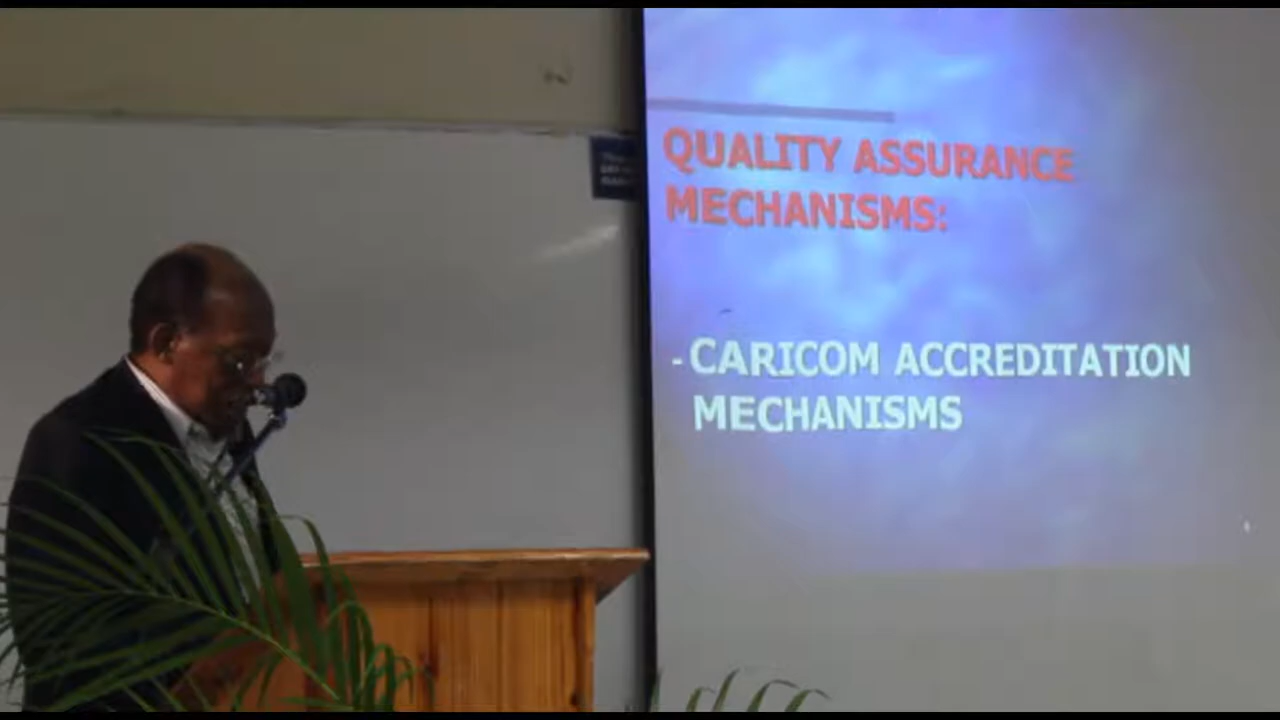 QUALITY ASSURANCE
MECHANISMS:
- CARICOM ACCREDITATION
MECHANISMS